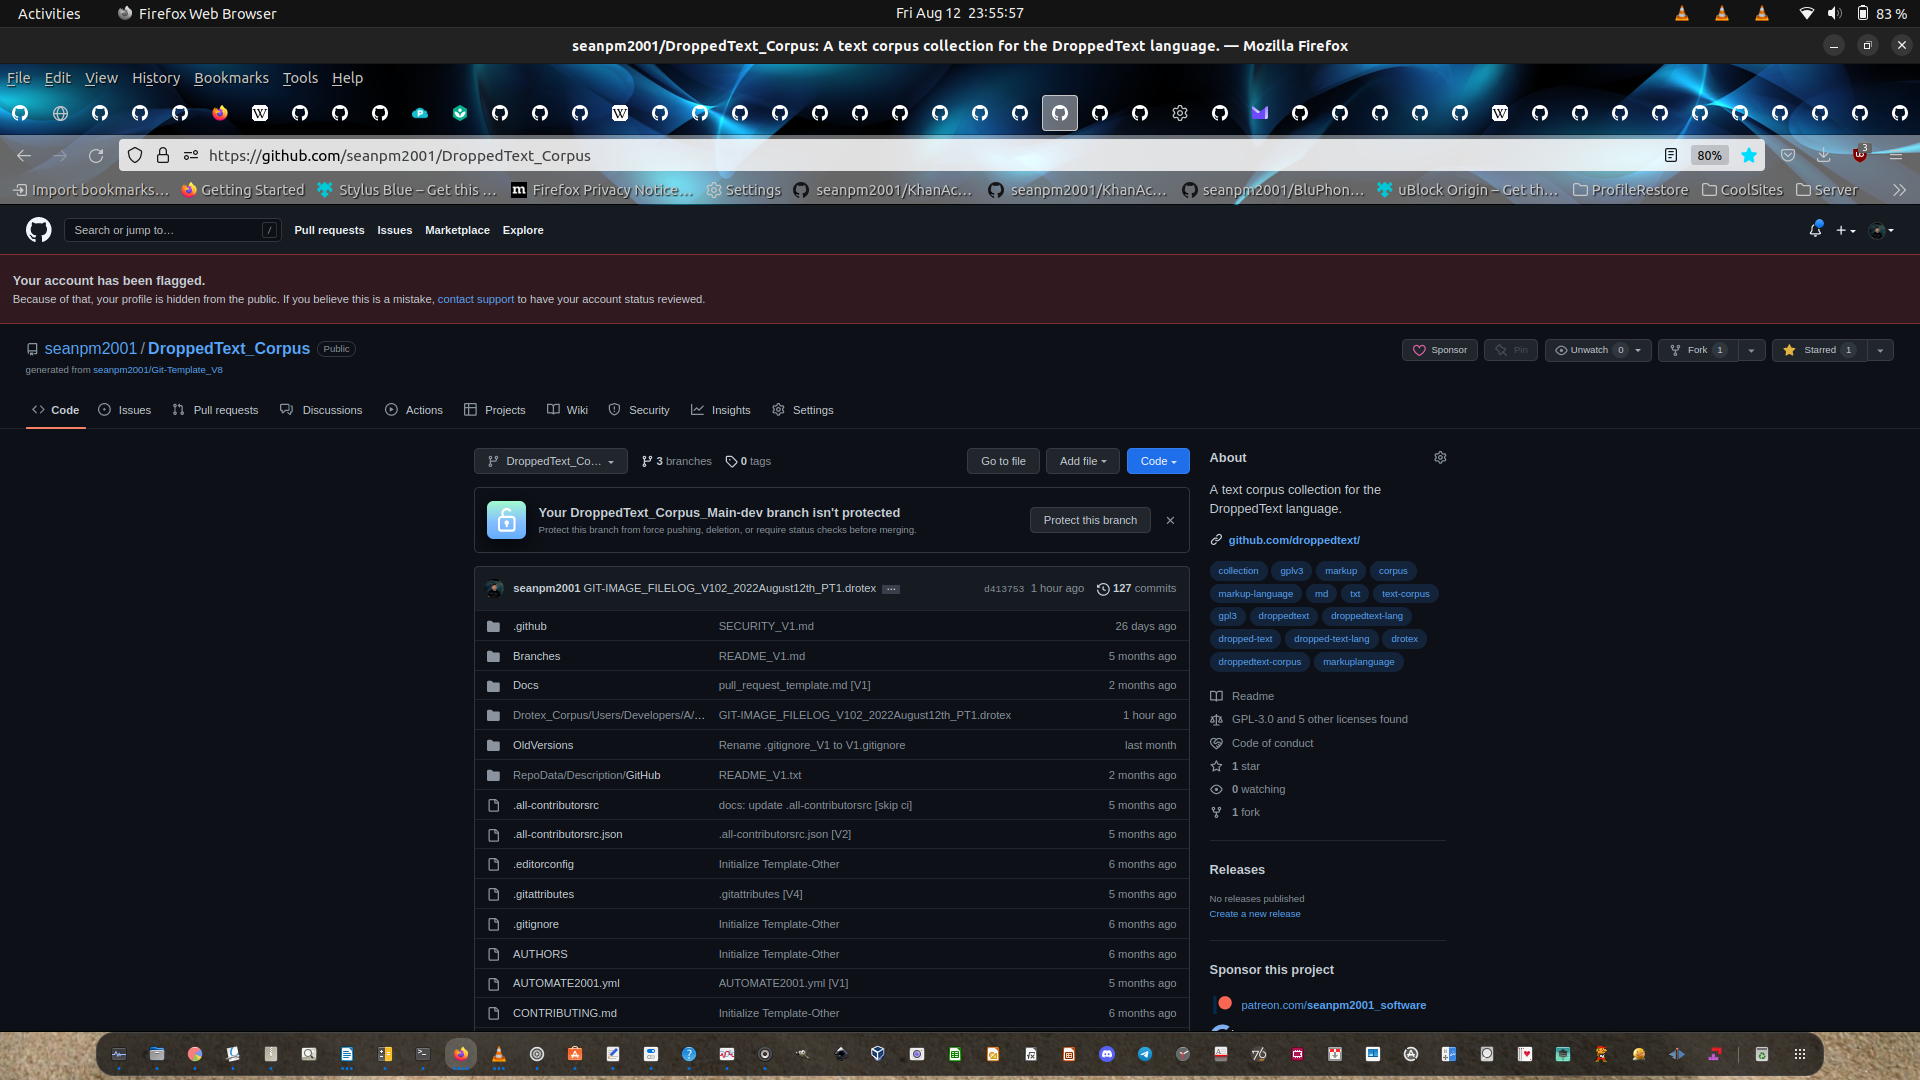 Activities
Firefox Web Browser
Fri Aug 12 23:55:57
83 %
seanpm2001/DroppedText_Corpus: A text corpus collection for the DroppedText language. — Mozilla Firefox
File Edit View History Bookmarks Tools Help
https://github.com/seanpm2001/DroppedText_Corpus
80%
3
Import bookmarks…
Getting Started
Stylus Blue – Get this …
Firefox Privacy Notice…
Settings
seanpm2001/KhanAc…
seanpm2001/KhanAc…
seanpm2001/BluPhon…
uBlock Origin – Get th…
ProfileRestore
CoolSites
Server
Search or jump to…
/
Pull requests
Issues
Marketplace
Explore
Your account has been flagged.
Because of that, your profile is hidden from the public. If you believe this is a mistake, contact support to have your account status reviewed.
seanpm2001 / DroppedText_Corpus
Public
generated from seanpm2001/Git-Template_V8
Sponsor
Pin
Unwatch 0
Fork 1
Starred 1
Code
Issues
Pull requests
Discussions
Actions
Projects
Wiki
Security
Insights
Settings
DroppedText_Co…
3 branches
0 tags
Go to file
Add file
Code
Your DroppedText_Corpus_Main-dev branch isn't protected
Protect this branch from force pushing, deletion, or require status checks before merging.
Protect this branch
seanpm2001 GIT-IMAGE_FILELOG_V102_2022August12th_PT1.drotex
d413753 1 hour ago
127 commits
.github SECURITY_V1.md 26 days ago
Branches README_V1.md 5 months ago
Docs pull_request_template.md [V1] 2 months ago
Drotex_Corpus/Users/Developers/A/… GIT-IMAGE_FILELOG_V102_2022August12th_PT1.drotex 1 hour ago
OldVersions Rename .gitignore_V1 to V1.gitignore last month
RepoData/Description/GitHub README_V1.txt 2 months ago
.all-contributorsrc docs: update .all-contributorsrc [skip ci] 5 months ago
.all-contributorsrc.json .all-contributorsrc.json [V2] 5 months ago
.editorconfig Initialize Template-Other 6 months ago
.gitattributes .gitattributes [V4] 5 months ago
.gitignore Initialize Template-Other 6 months ago
AUTHORS Initialize Template-Other 6 months ago
AUTOMATE2001.yml AUTOMATE2001.yml [V1] 5 months ago
CONTRIBUTING.md Initialize Template-Other 6 months ago
About
A text corpus collection for the
DroppedText language.
github.com/droppedtext/
collection gplv3 markup corpus
markup-language md txt text-corpus
gpl3 droppedtext droppedtext-lang
dropped-text dropped-text-lang drotex
droppedtext-corpus markuplanguage
Readme
GPL-3.0 and 5 other licenses found
Code of conduct
1 star
0 watching
1 fork
Releases
No releases published
Create a new release
Sponsor this project
patreon.com/seanpm2001_software